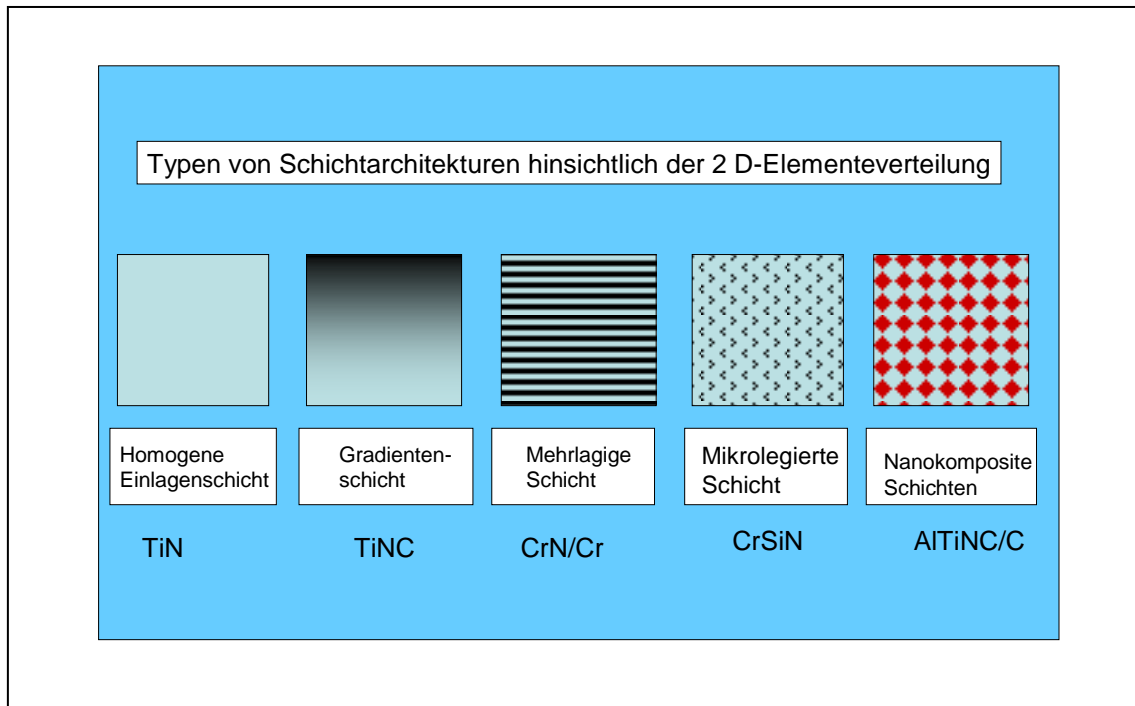 Typen von Schichtarchitekturen hinsichtlich der 2 D-Elementeverteilung
Homogene
Einlagenschicht
Gradienten-
schicht
Mehrlagige
Schicht
Mikrolegierte
Schicht
Nanokomposite
Schichten
TiN
TiNC
CrN/Cr
CrSiN
AlTiNC/C